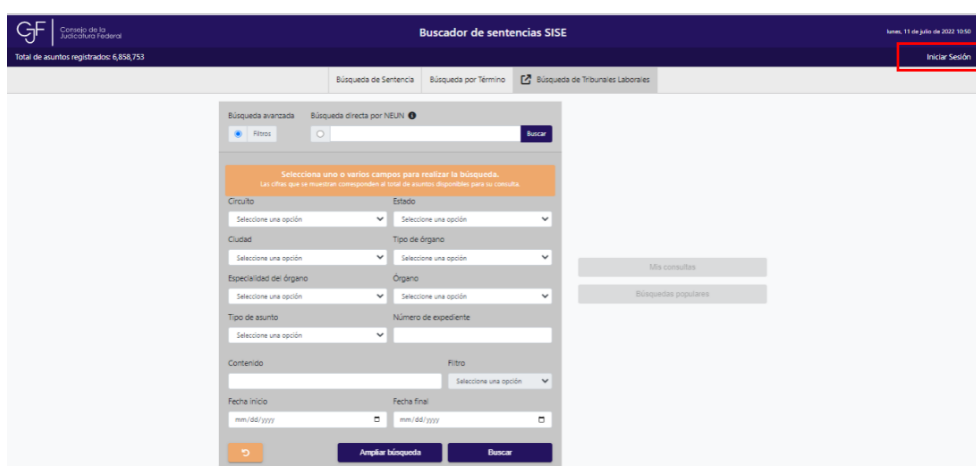 CJF Consejo de la
Judicatura Federal
Buscador de sentencias SISE
lunes, 11 de julio de 2022 10:50
Total de asuntos registrados: 6,858,753
Iniciar Sesión
Búsqueda de Sentencia Búsqueda por Término Búsqueda de Tribunales Laborales
Búsqueda avanzada Búsqueda directa por NEUN
Filtros Buscar
Selecciona uno o varios campos para realizar la búsqueda.
Las cifras que se muestran corresponden al total de asuntos disponibles para su consulta.
Circuito Estado
Seleccione una opción Seleccione una opción
Ciudad Tipo de órgano
Seleccione una opción Seleccione una opción
Especialidad del órgano Órgano
Seleccione una opción Seleccione una opción
Tipo de asunto Número de expediente
Seleccione una opción
Contenido Filtro
Seleccione una opción
Fecha inicio Fecha final
mm/dd/yyyy mm/dd/yyyy
Ampliar búsqueda Buscar
Mis consultas
Búsquedas populares